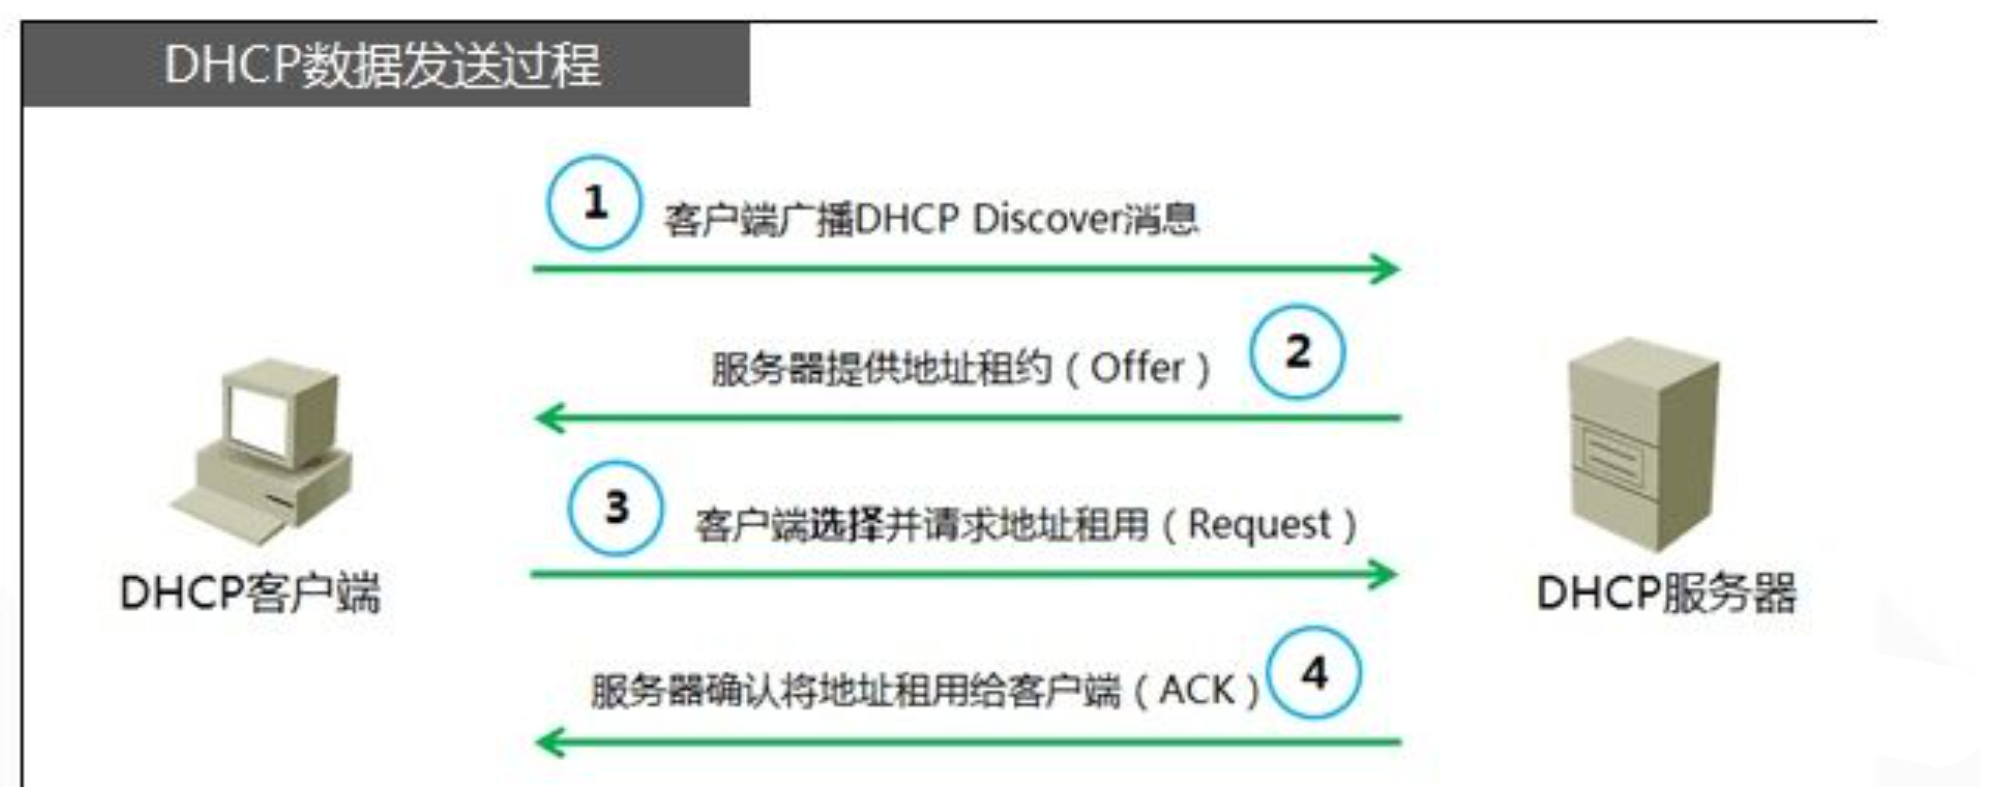 DHCP数据发送过程
1
客户端广播DHCP Discover消息
服务器提供地址租约（Offer）
2
3
客户端选择并请求地址租用（Request）
DHCP客户端
DHCP服务器
服务器确认将地址租用给客户端（ACK）
4